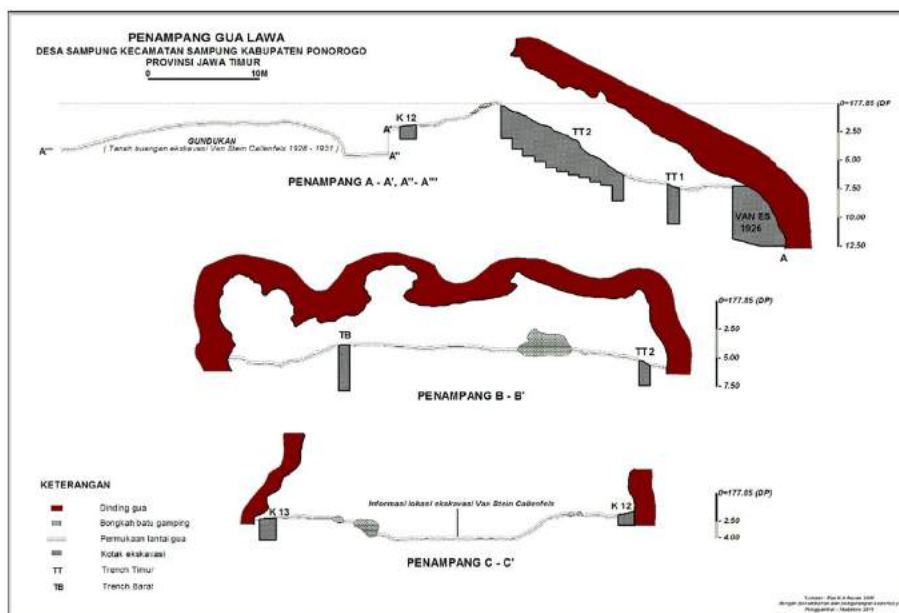 PENAMPANG GUA LAWA
DESA SAMPUNG KECAMATAN SAMPUNG KABUPATEN PONOROGO
PROVINSI JAWA TIMUR
0 10M
D=177.85 (DP
2.50
5.00
7.50
10.00
12.50
K 12
A'
A''
A'''
GUNDUKAN
( Tanah buangan ekskavasi Van Stein Callenfels 1926 - 1931 )
TT 2
TT 1
VAN ES
1926
A
PENAMPANG A - A', A''- A'''
D=177.85 (DP)
2.50
5.00
7.50
TB
TT 2
PENAMPANG B - B'
KETERANGAN
Dinding gua
Bongkah batu gamping
Permukaan lantai gua
Kotak ekskavasi
TT Trench Timur
TB Trench Barat
K 13
Informasi lokasi ekskavasi Van Stein Callenfels
K 12
D=177.85 (DP)
2.50
4.00
PENAMPANG C - C'